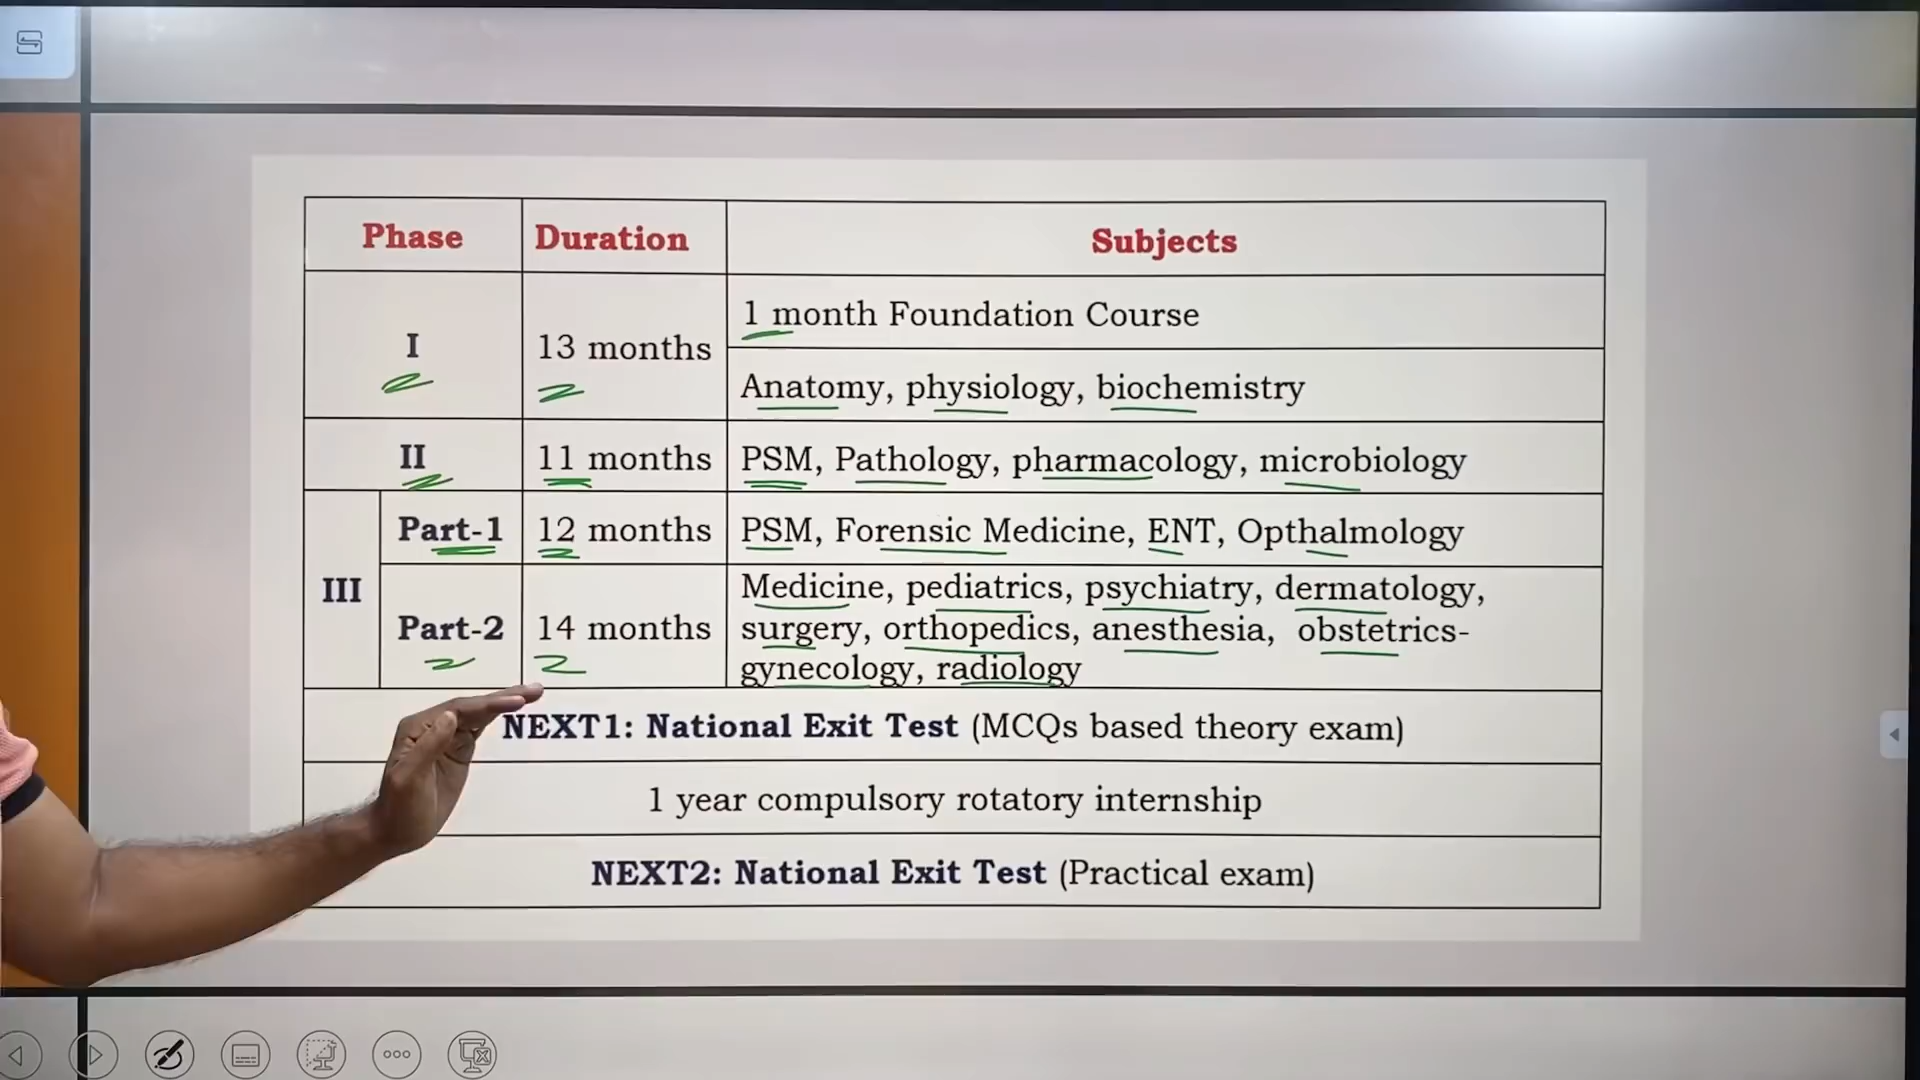 Phase Duration Subjects
I 13 months 1 month Foundation Course
Anatomy, physiology, biochemistry
II 11 months PSM, Pathology, pharmacology, microbiology
III Part-1 12 months PSM, Forensic Medicine, ENT, Opthalmology
Part-2 14 months Medicine, pediatrics, psychiatry, dermatology,
surgery, orthopedics, anesthesia, obstetrics-
gynecology, radiology
NEXT1: National Exit Test (MCQs based theory exam)
1 year compulsory rotatory internship
NEXT2: National Exit Test (Practical exam)